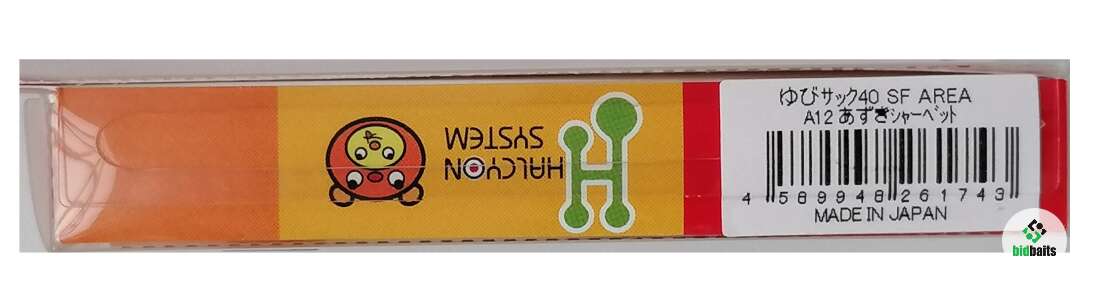 HALCYON
SYSTEM
ゆびサック40 SF AREA
A12 あずきシャーベット
4 589948 261743
MADE IN JAPAN
bidbaits